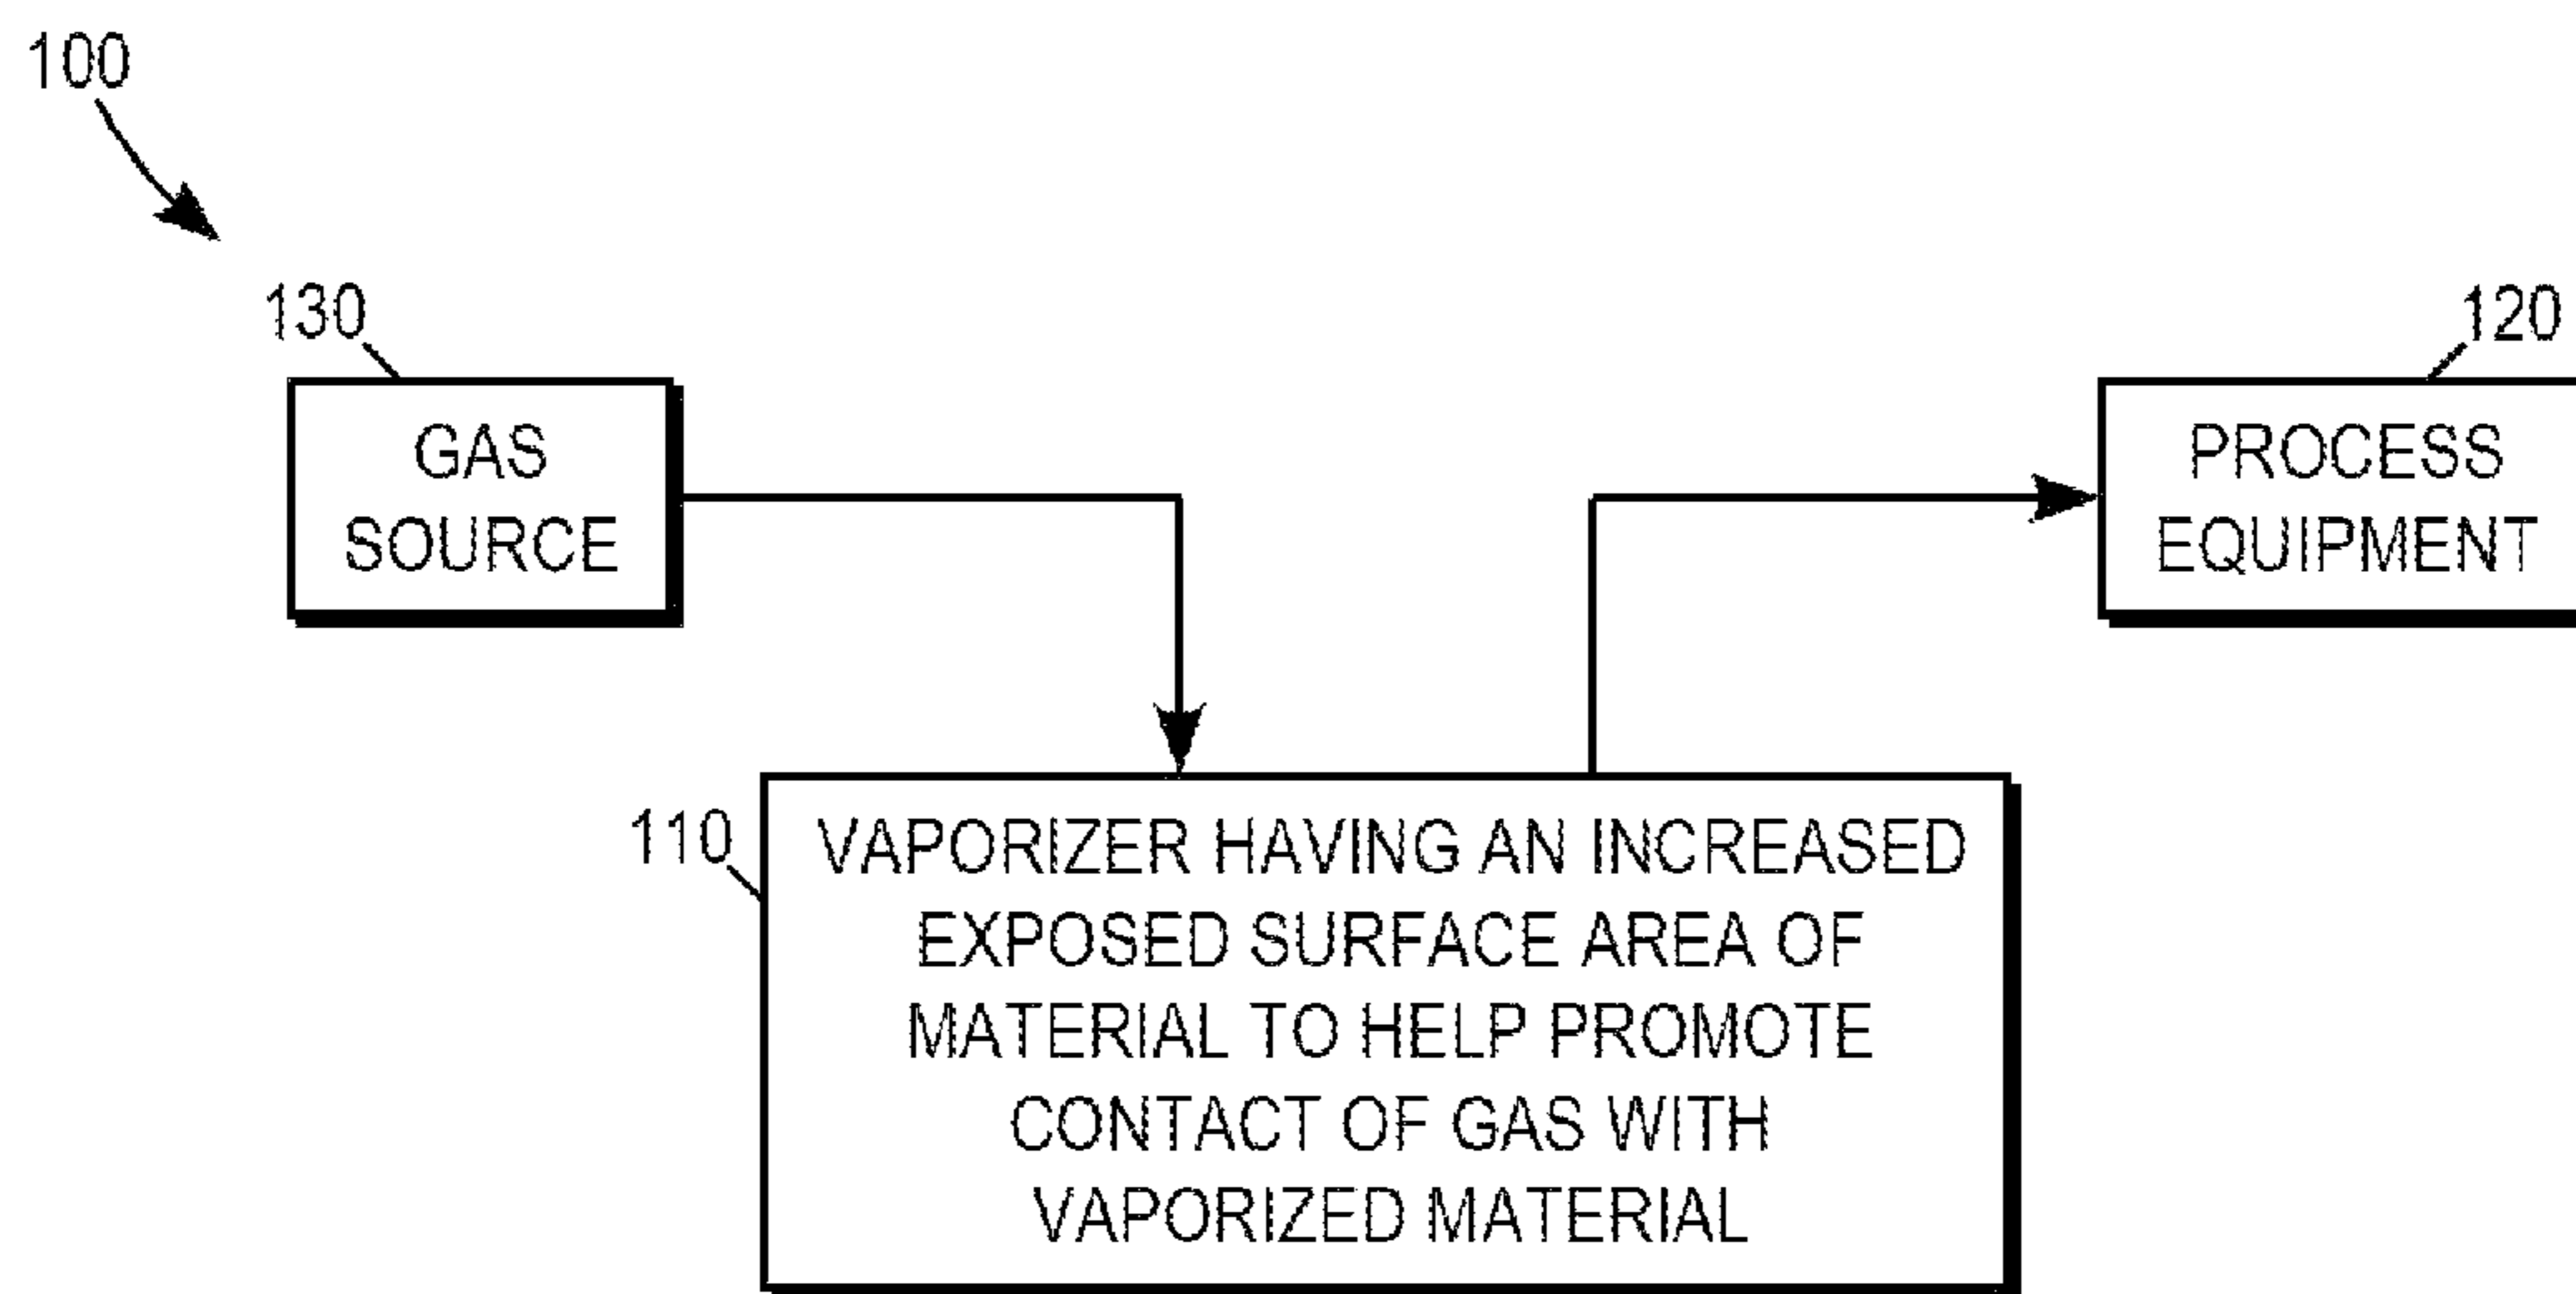 100
130
120
GAS
SOURCE
PROCESS
EQUIPMENT
110
VAPORIZER HAVING AN INCREASED
EXPOSED SURFACE AREA OF
MATERIAL TO HELP PROMOTE
CONTACT OF GAS WITH
VAPORIZED MATERIAL